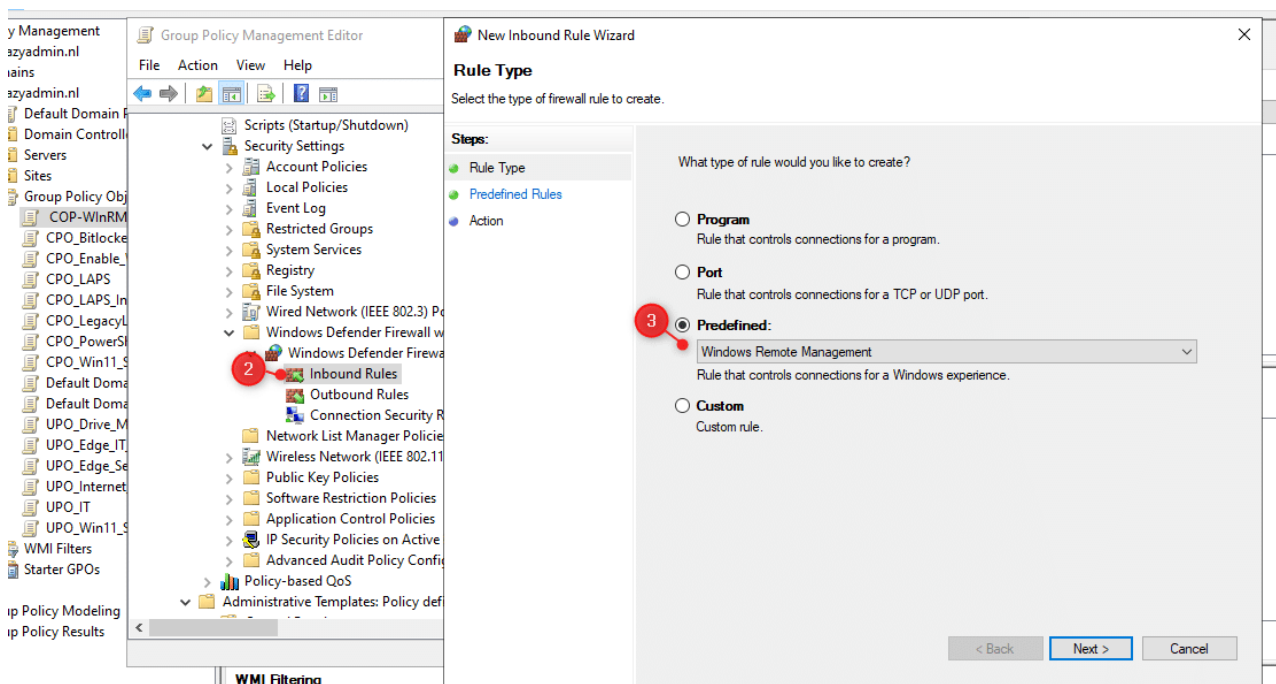 y Management
azyadmin.nl
ains
azyadmin.nl
Default Domain P
Domain Controll
Servers
Sites
Group Policy Obj
COP-WInRM
CPO_Bitlocke
CPO_Enable_
CPO_LAPS
CPO_LAPS_In
CPO_LegacyL
CPO_PowerSh
CPO_Win11_S
Default Doma
Default Doma
UPO_Drive_M
UPO_Edge_IT
UPO_Edge_Se
UPO_Internet
UPO_IT
UPO_Win11_S
WMI Filters
Starter GPOs
up Policy Modeling
up Policy Results
Group Policy Management Editor
File Action View Help
Scripts (Startup/Shutdown)
Security Settings
Account Policies
Local Policies
Event Log
Restricted Groups
System Services
Registry
File System
Wired Network (IEEE 802.3) Po
Windows Defender Firewall w
Windows Defender Firewa
2
Inbound Rules
Outbound Rules
Connection Security R
Network List Manager Policie
Wireless Network (IEEE 802.11
Public Key Policies
Software Restriction Policies
Application Control Policies
IP Security Policies on Active
Advanced Audit Policy Config
Policy-based QoS
Administrative Templates: Policy defi
WMI Filtering
New Inbound Rule Wizard
Rule Type
Select the type of firewall rule to create.
Steps:
Rule Type
Predefined Rules
Action
What type of rule would you like to create?
Program
Rule that controls connections for a program.
Port
Rule that controls connections for a TCP or UDP port.
3
Predefined:
Windows Remote Management
Rule that controls connections for a Windows experience.
Custom
Custom rule.
< Back
Next >
Cancel